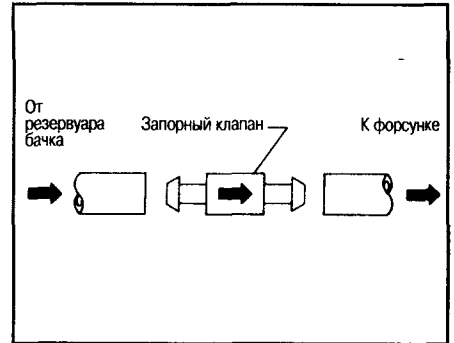 От
резервуара
бачка
Запорный клапан
К форсунке